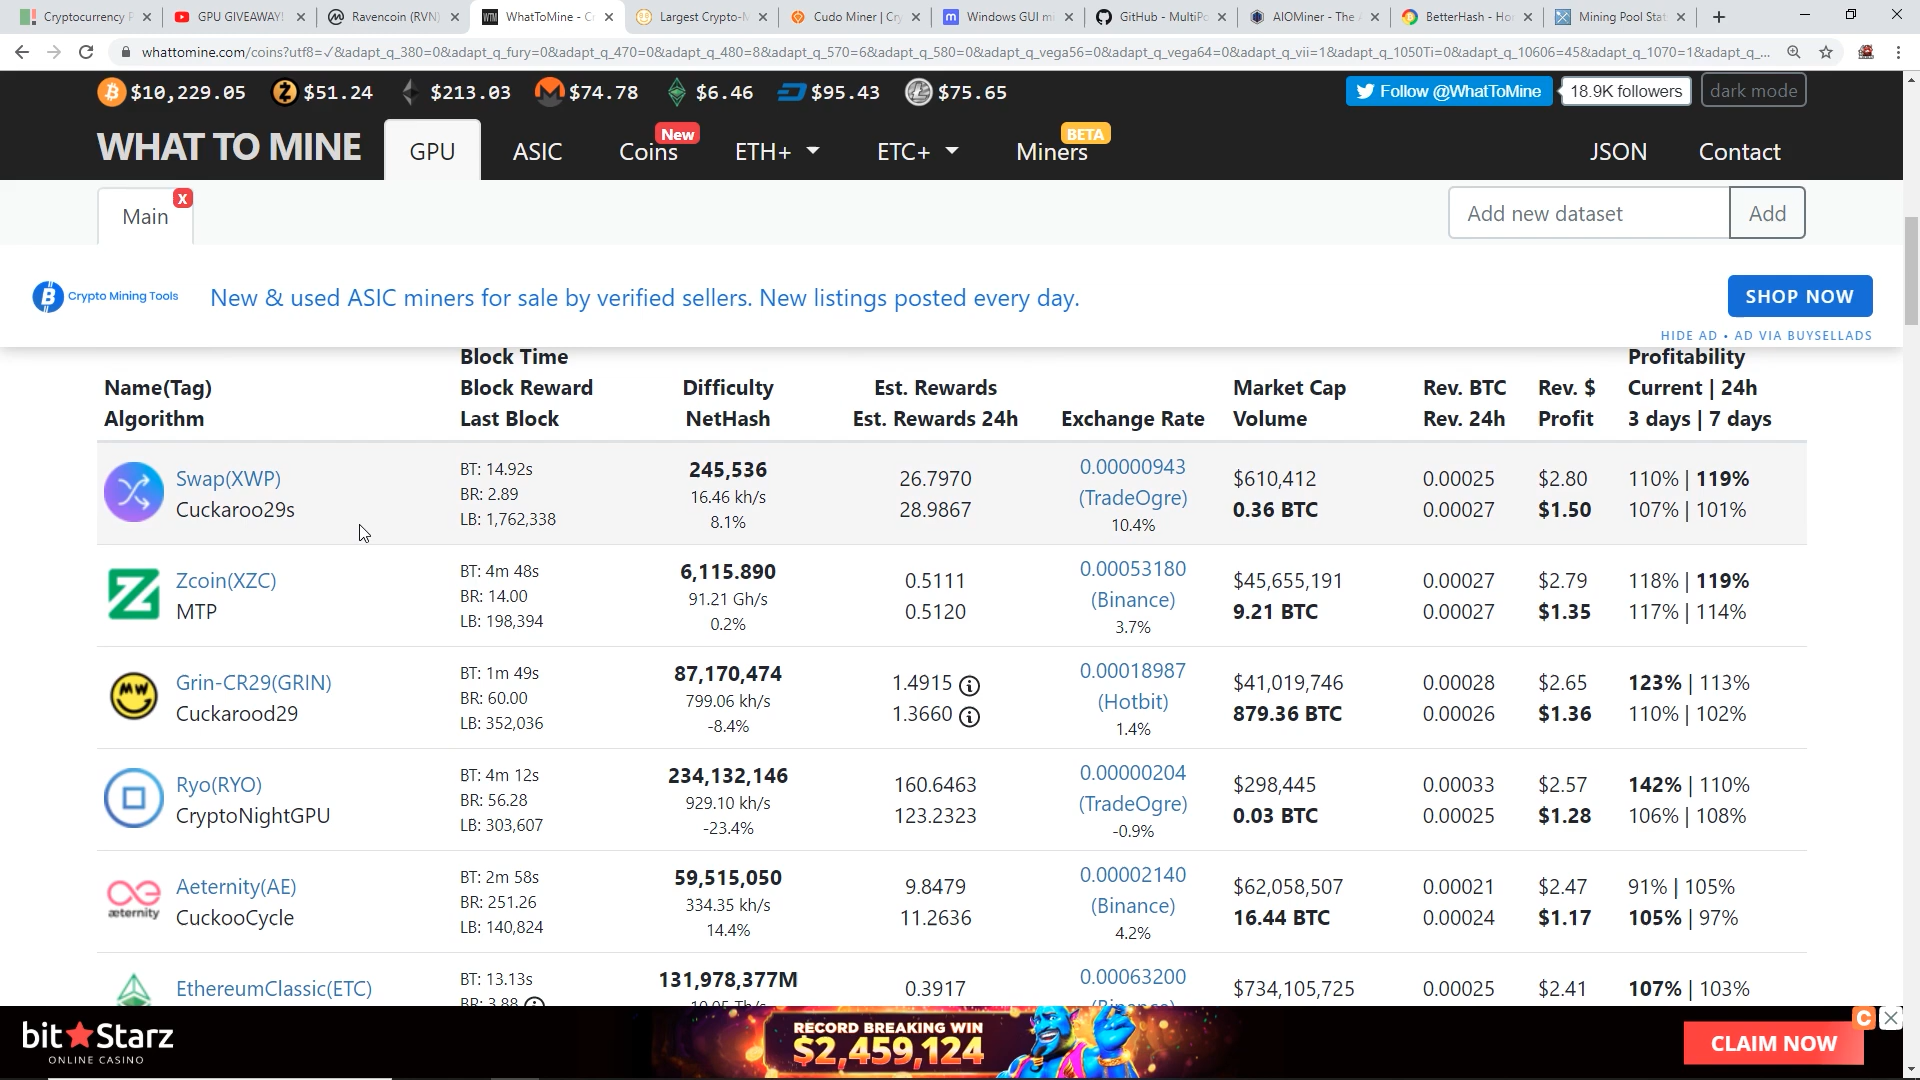 Cryptocurrency P
GPU GIVEAWAY!
Ravencoin (RVN)
WhatToMine - C
Largest Crypto-M
Cudo Miner | Cry
Windows GUI mi
GitHub - MultiPo
AIOMiner - The A
BetterHash - Ho
Mining Pool Stat
whattomine.com/coins?utf8=✓&adapt_q_380=0&adapt_q_fury=0&adapt_q_470=0&adapt_q_480=8&adapt_q_570=6&adapt_q_580=0&adapt_q_vega56=0&adapt_q_vega64=0&adapt_q_vii=1&adapt_q_1050Ti=0&adapt_q_10606=45&adapt_q_1070=1&adapt_q_...
$10,229.05 $51.24 $213.03 $74.78 $6.46 $95.43 $75.65
Follow @WhatToMine 18.9K followers dark mode
WHAT TO MINE GPU ASIC Coins New ETH+ ETC+ Miners BETA JSON Contact
Main X
Add new dataset Add
Crypto Mining Tools New & used ASIC miners for sale by verified sellers. New listings posted every day. SHOP NOW
HIDE AD • AD VIA BUYSELLADS
Block Time Profitability
Name(Tag) Block Reward Difficulty Est. Rewards Market Cap Rev. BTC Rev. $ Current | 24h
Algorithm Last Block NetHash Est. Rewards 24h Exchange Rate Volume Rev. 24h Profit 3 days | 7 days
Swap(XWP) BT: 14.92s 245,536 26.7970 0.00000943 $610,412 0.00025 $2.80 110% | 119%
Cuckaroo29s BR: 2.89 16.46 kh/s 28.9867 (TradeOgre) 0.36 BTC 0.00027 $1.50 107% | 101%
LB: 1,762,338 8.1% 10.4%
Zcoin(XZC) BT: 4m 48s 6,115.890 0.5111 0.00053180 $45,655,191 0.00027 $2.79 118% | 119%
MTP BR: 14.00 91.21 Gh/s 0.5120 (Binance) 9.21 BTC 0.00027 $1.35 117% | 114%
LB: 198,394 0.2% 3.7%
Grin-CR29(GRIN) BT: 1m 49s 87,170,474 1.4915 0.00018987 $41,019,746 0.00028 $2.65 123% | 113%
Cuckarood29 BR: 60.00 799.06 kh/s 1.3660 (Hotbit) 879.36 BTC 0.00026 $1.36 110% | 102%
LB: 352,036 -8.4% 1.4%
Ryo(RYO) BT: 4m 12s 234,132,146 160.6463 0.00000204 $298,445 0.00033 $2.57 142% | 110%
CryptoNightGPU BR: 56.28 929.10 kh/s 123.2323 (TradeOgre) 0.03 BTC 0.00025 $1.28 106% | 108%
LB: 303,607 -23.4% -0.9%
æternity
Aeternity(AE) BT: 2m 58s 59,515,050 9.8479 0.00002140 $62,058,507 0.00021 $2.47 91% | 105%
CuckooCycle BR: 251.26 334.35 kh/s 11.2636 (Binance) 16.44 BTC 0.00024 $1.17 105% | 97%
LB: 140,824 14.4% 4.2%
EthereumClassic(ETC) BT: 13.13s 131,978,377M 0.3917 0.00063200 $734,105,725 0.00025 $2.41 107% | 103%
BR: 3.88
bitStarz
ONLINE CASINO
RECORD BREAKING WIN
$2,459,124
CLAIM NOW